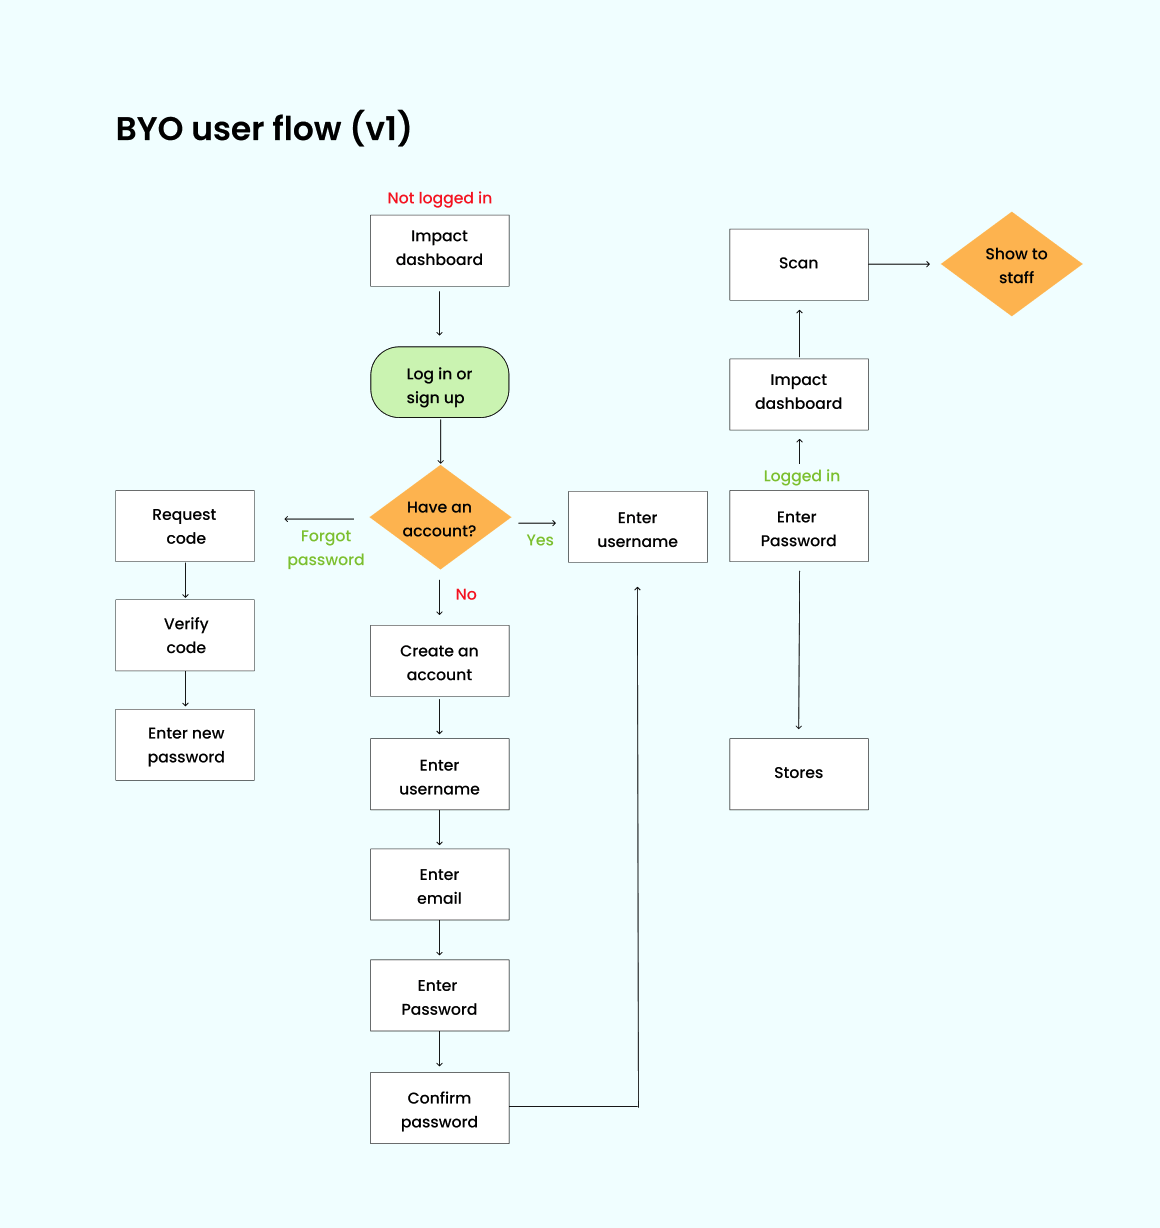 BYO user flow (v1)
Not logged in
Impact
dashboard
Log in or
sign up
Have an
account?
Forgot
password
Request
code
Verify
code
Enter new
password
Yes
Enter
username
No
Create an
account
Enter
username
Enter
email
Enter
Password
Confirm
password
Scan
Show to
staff
Impact
dashboard
Logged in
Enter
Password
Stores